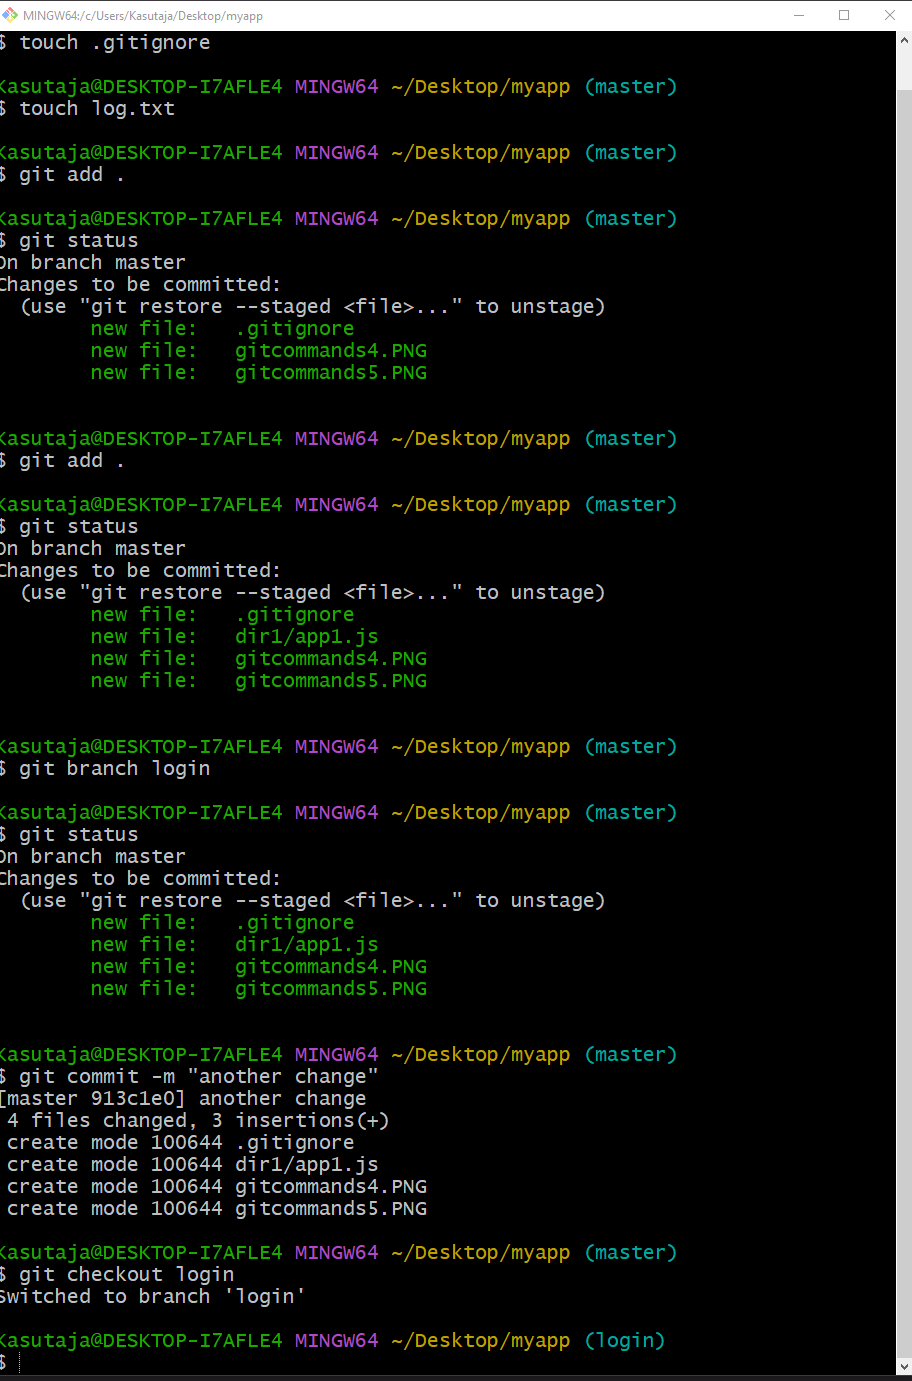 MINGW64:/c/Users/Kasutaja/Desktop/myapp
$ touch .gitignore
Kasutaja@DESKTOP-I7AFLE4 MINGW64 ~/Desktop/myapp (master)
$ touch log.txt
Kasutaja@DESKTOP-I7AFLE4 MINGW64 ~/Desktop/myapp (master)
$ git add .
Kasutaja@DESKTOP-I7AFLE4 MINGW64 ~/Desktop/myapp (master)
$ git status
On branch master
Changes to be committed:
(use "git restore --staged <file>..." to unstage)
new file: .gitignore
new file: gitcommands4.PNG
new file: gitcommands5.PNG
Kasutaja@DESKTOP-I7AFLE4 MINGW64 ~/Desktop/myapp (master)
$ git add .
Kasutaja@DESKTOP-I7AFLE4 MINGW64 ~/Desktop/myapp (master)
$ git status
On branch master
Changes to be committed:
(use "git restore --staged <file>..." to unstage)
new file: .gitignore
new file: dir1/app1.js
new file: gitcommands4.PNG
new file: gitcommands5.PNG
Kasutaja@DESKTOP-I7AFLE4 MINGW64 ~/Desktop/myapp (master)
$ git branch login
Kasutaja@DESKTOP-I7AFLE4 MINGW64 ~/Desktop/myapp (master)
$ git status
On branch master
Changes to be committed:
(use "git restore --staged <file>..." to unstage)
new file: .gitignore
new file: dir1/app1.js
new file: gitcommands4.PNG
new file: gitcommands5.PNG
Kasutaja@DESKTOP-I7AFLE4 MINGW64 ~/Desktop/myapp (master)
$ git commit -m "another change"
[master 913c1e0] another change
4 files changed, 3 insertions(+)
create mode 100644 .gitignore
create mode 100644 dir1/app1.js
create mode 100644 gitcommands4.PNG
create mode 100644 gitcommands5.PNG
Kasutaja@DESKTOP-I7AFLE4 MINGW64 ~/Desktop/myapp (master)
$ git checkout login
Switched to branch 'login'
Kasutaja@DESKTOP-I7AFLE4 MINGW64 ~/Desktop/myapp (login)
$